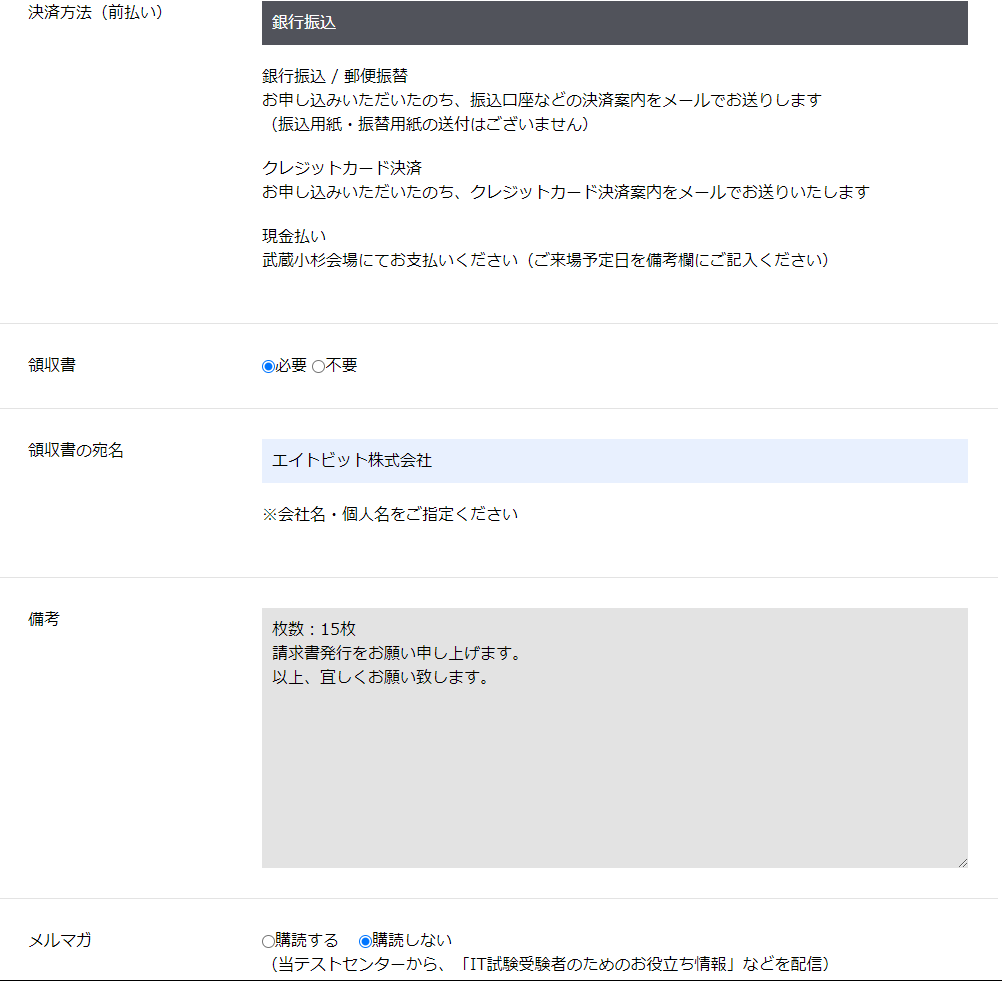 決済方法（前払い）
銀行振込
銀行振込 / 郵便振替
お申し込みいただいたのち、振込口座などの決済案内をメールでお送りします
（振込用紙・振替用紙の送付はございません）
クレジットカード決済
お申し込みいただいたのち、クレジットカード決済案内をメールでお送りいたします
現金払い
武蔵小杉会場にてお支払いください（ご来場予定日を備考欄にご記入ください）
領収書
必要 不要
領収書の宛名
エイトビット株式会社
※会社名・個人名をご指定ください
備考
枚数：15枚
請求書発行をお願い申し上げます。
以上、宜しくお願い致します。
メルマガ
購読する 購読しない
（当テストセンターから、「IT試験受験者のためのお役立ち情報」などを配信）